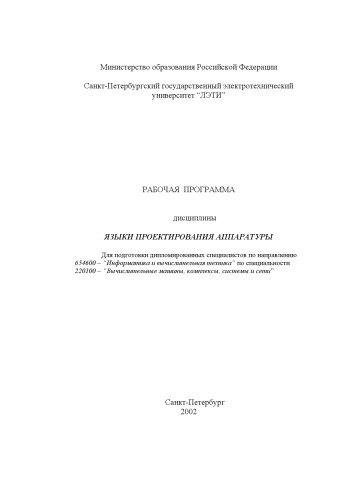 Министерство образования Российской Федерации
Санкт-Петербургский государственный электротехнический
университет “ЛЭТИ”
РАБОЧАЯ ПРОГРАММА
дисциплины
ЯЗЫКИ ПРОЕКТИРОВАНИЯ АППАРАТУРЫ
Для подготовки дипломированных специалистов по направлению
654600 – “Информатика и вычислительная техника” по специальности
220100 – “Вычислительные машины, комплексы, системы и сети”
Санкт-Петербург
2002